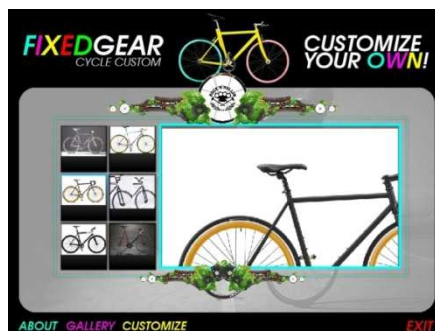 FIXEDGEAR
CYCLE CUSTOM
CUSTOMIZE
YOUR OWN!
ABOUT GALLERY CUSTOMIZE
EXIT